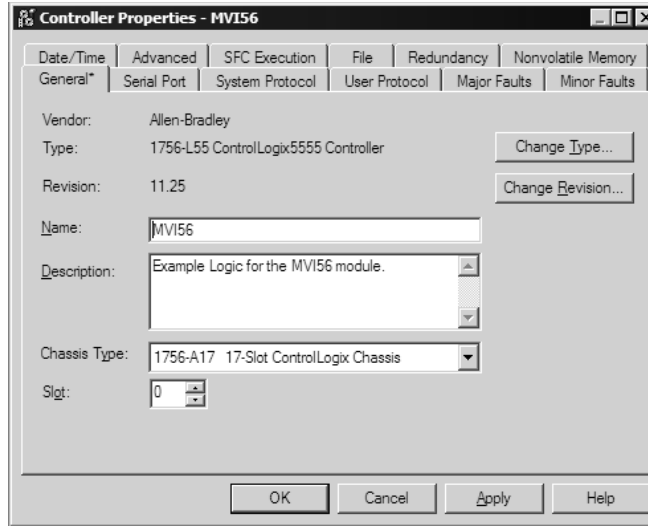 Controller Properties - MVI56
Date/Time Advanced SFC Execution File Redundancy Nonvolatile Memory
General* Serial Port System Protocol User Protocol Major Faults Minor Faults
Vendor: Allen-Bradley
Type: 1756-L55 ControlLogix5555 Controller Change Type...
Revision: 11.25 Change Revision...
Name: MVI56
Description: Example Logic for the MVI56 module.
Chassis Type: 1756-A17 17-Slot ControlLogix Chassis
Slot: 0
OK Cancel Apply Help